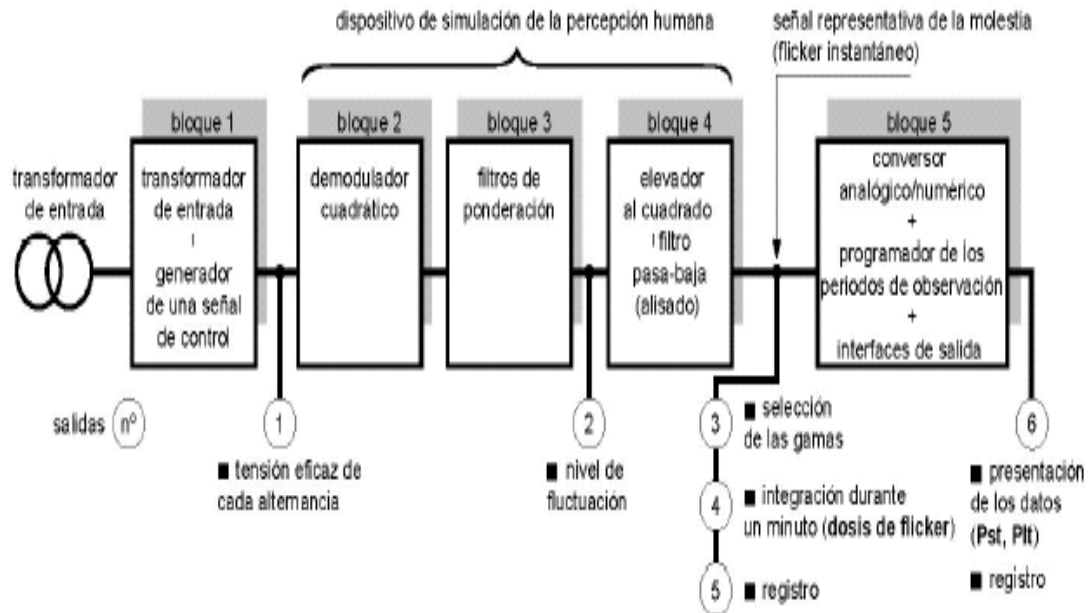 dispositivo de simulación de la percepción humana
señal representativa de la molestia
(flicker instantáneo)
bloque 1
bloque 2
bloque 3
bloque 4
bloque 5
transformador
de entrada
transformador
de entrada
+
generador
de una señal
de control
demodulador
cuadrático
filtros de
ponderación
elevador
al cuadrado
+ filtro
pasa-baja
(alisado)
conversor
analógico/numérico
+
programador de los
períodos de observación
+
interfaces de salida
salidas nº
1
■ tensión eficaz de
cada alternancia
2
■ nivel de
fluctuación
3
■ selección
de las gamas
4
■ integración durante
un minuto (dosis de flicker)
5
■ registro
6
■ presentación
de los datos
(Pst, Plt)
■ registro